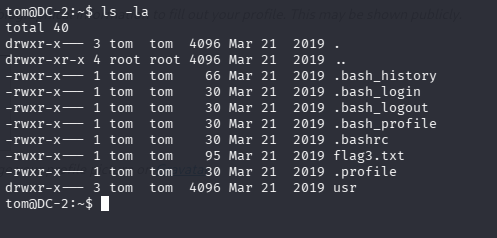 tom@DC-2:~$ ls -la
total 40
drwxr-x--- 3 tom  tom  4096 Mar 21  2019 .
drwxr-xr-x 4 root root 4096 Mar 21  2019 ..
-rwxr-x--- 1 tom  tom    66 Mar 21  2019 .bash_history
-rwxr-x--- 1 tom  tom    30 Mar 21  2019 .bash_login
-rwxr-x--- 1 tom  tom    30 Mar 21  2019 .bash_logout
-rwxr-x--- 1 tom  tom    30 Mar 21  2019 .bash_profile
-rwxr-x--- 1 tom  tom    30 Mar 21  2019 .bashrc
-rwxr-x--- 1 tom  tom    95 Mar 21  2019 flag3.txt
-rwxr-x--- 1 tom  tom    30 Mar 21  2019 .profile
drwxr-x--- 3 tom  tom  4096 Mar 21  2019 usr
tom@DC-2:~$